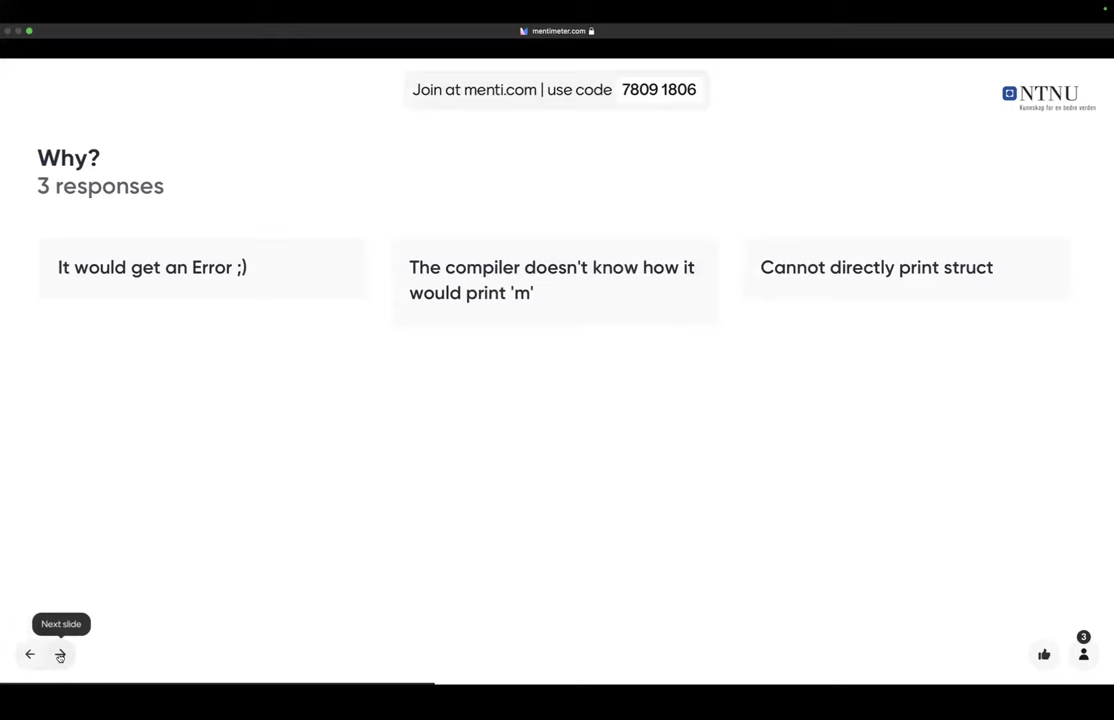 mentimeter.com
Join at menti.com | use code 7809 1806
NTNU
Kunnskap for en bedre verden
Why?
3 responses
It would get an Error ;)
The compiler doesn't know how it
would print 'm'
Cannot directly print struct
Next slide
3